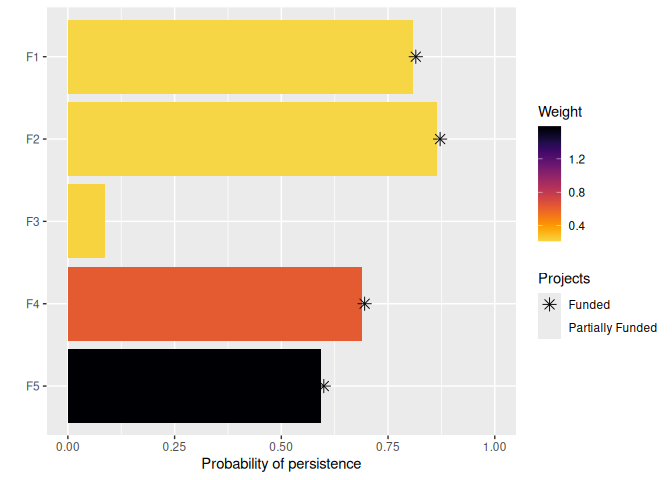 F1
F2
F3
F4
F5
0.00 0.25 0.50 0.75 1.00
Probability of persistence
Weight
1.2
0.8
0.4
Projects
Funded
Partially Funded